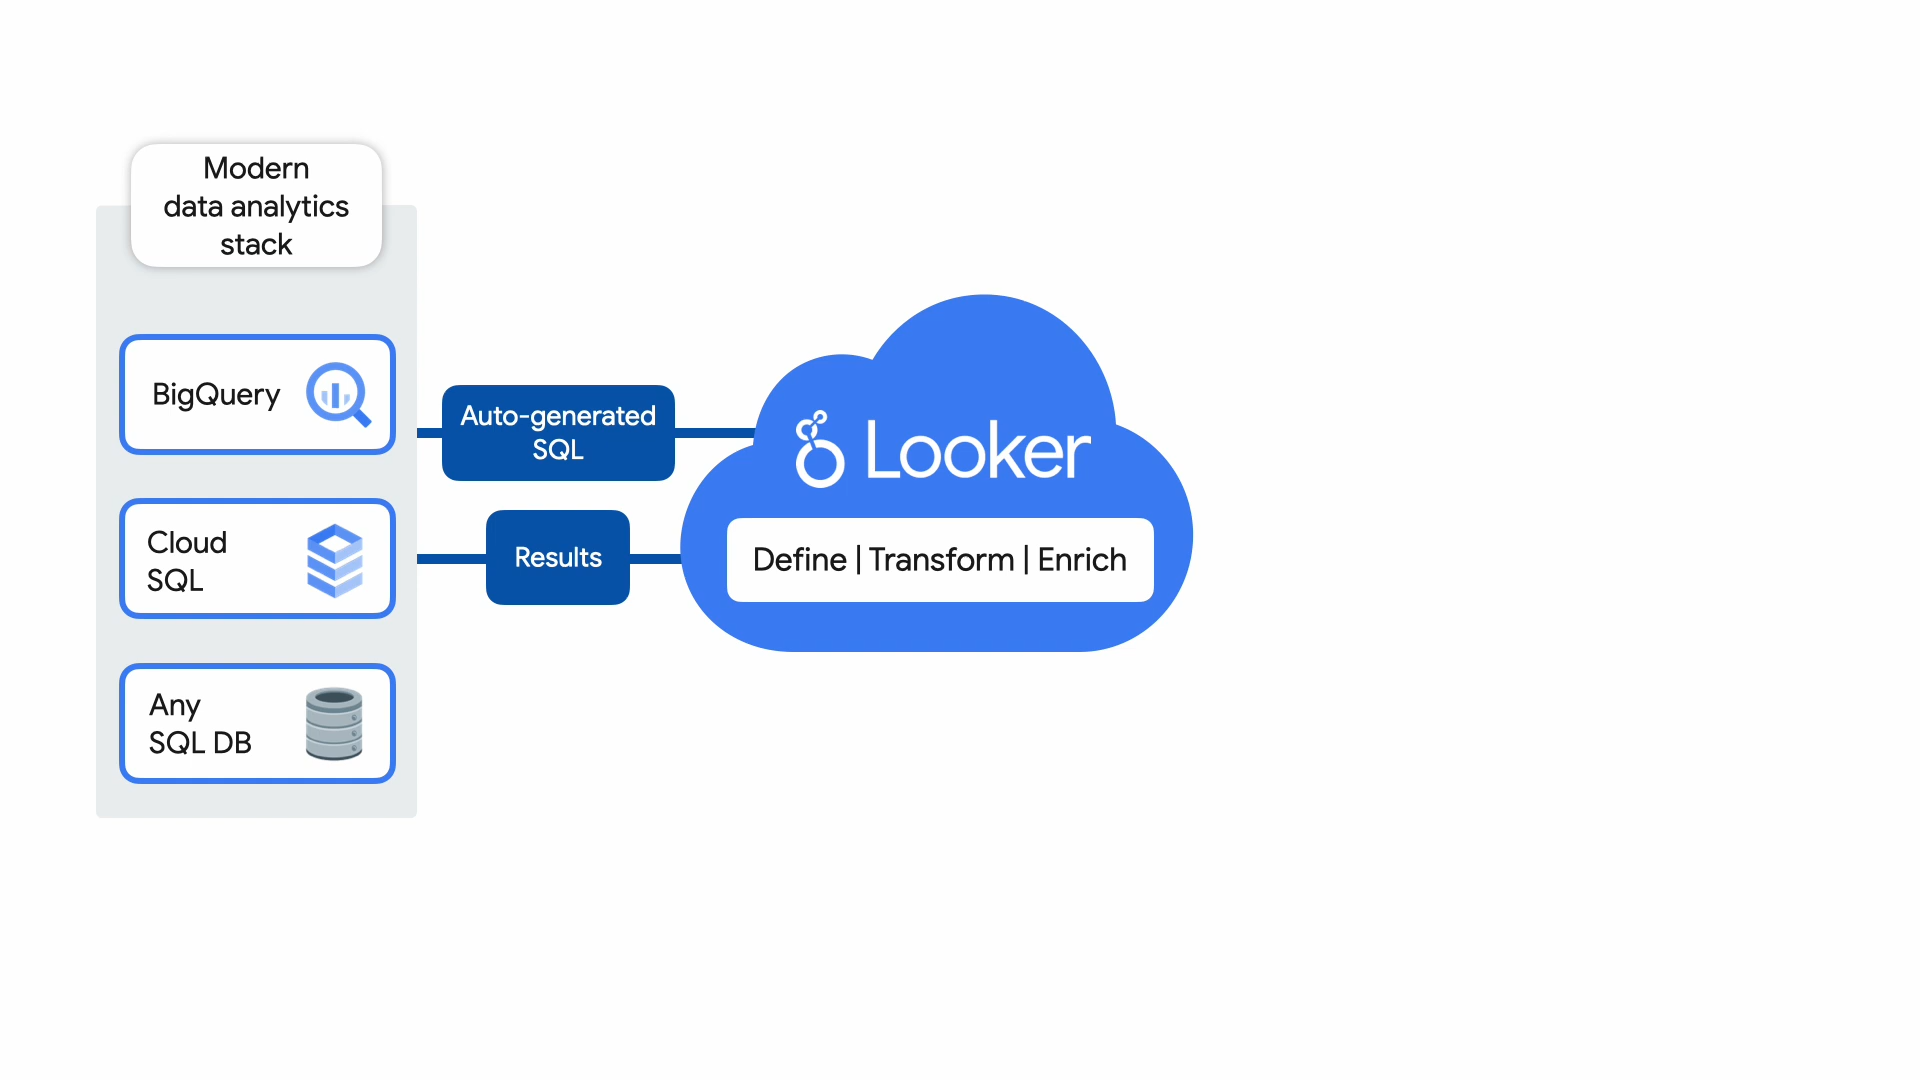 Modern
data analytics
stack
BigQuery
Cloud
SQL
Any
SQL DB
Auto-generated
SQL
Results
Looker
Define | Transform | Enrich